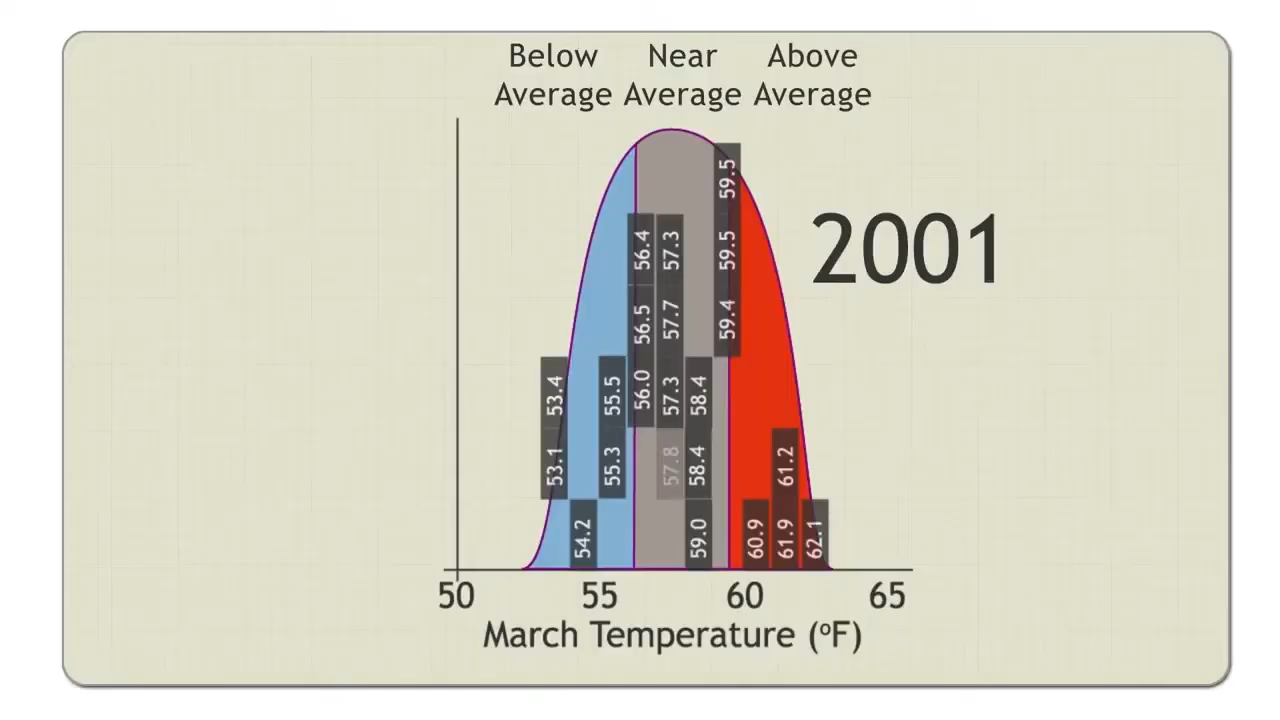 Below Near Above
Average Average Average
2001
59.5
56.4 57.3 59.5
56.5 57.7 59.4
53.4 55.5 56.0 57.3 58.4
53.1 55.3 57.8 58.4 61.2
54.2 59.0 60.9 61.9 62.1
50 55 60 65
March Temperature (°F)